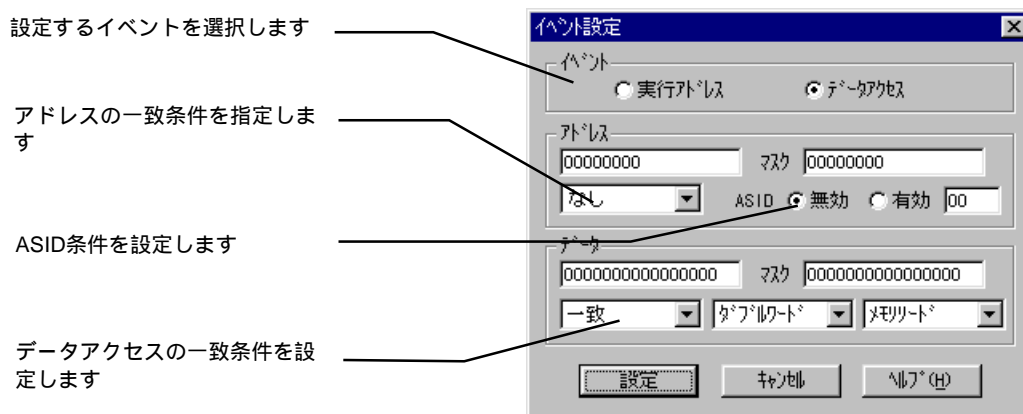 設定するイベントを選択します
アドレスの一致条件を指定しま
す
ASID条件を設定します
データアクセスの一致条件を設
定します
ｲﾍﾞﾝﾄ設定
ｲﾍﾞﾝﾄ
実行ｱﾄﾞﾚｽ ﾃﾞｰﾀｱｸｾｽ
ｱﾄﾞﾚｽ
00000000 ﾏｽｸ 00000000
なし ASID 無効 有効 00
ﾃﾞｰﾀ
0000000000000000 ﾏｽｸ 0000000000000000
一致 ﾀﾞﾌﾞﾙﾜｰﾄﾞ ﾒﾓﾘﾘｰﾄﾞ
設定 ｷｬﾝｾﾙ ﾍﾙﾌﾟ(H)